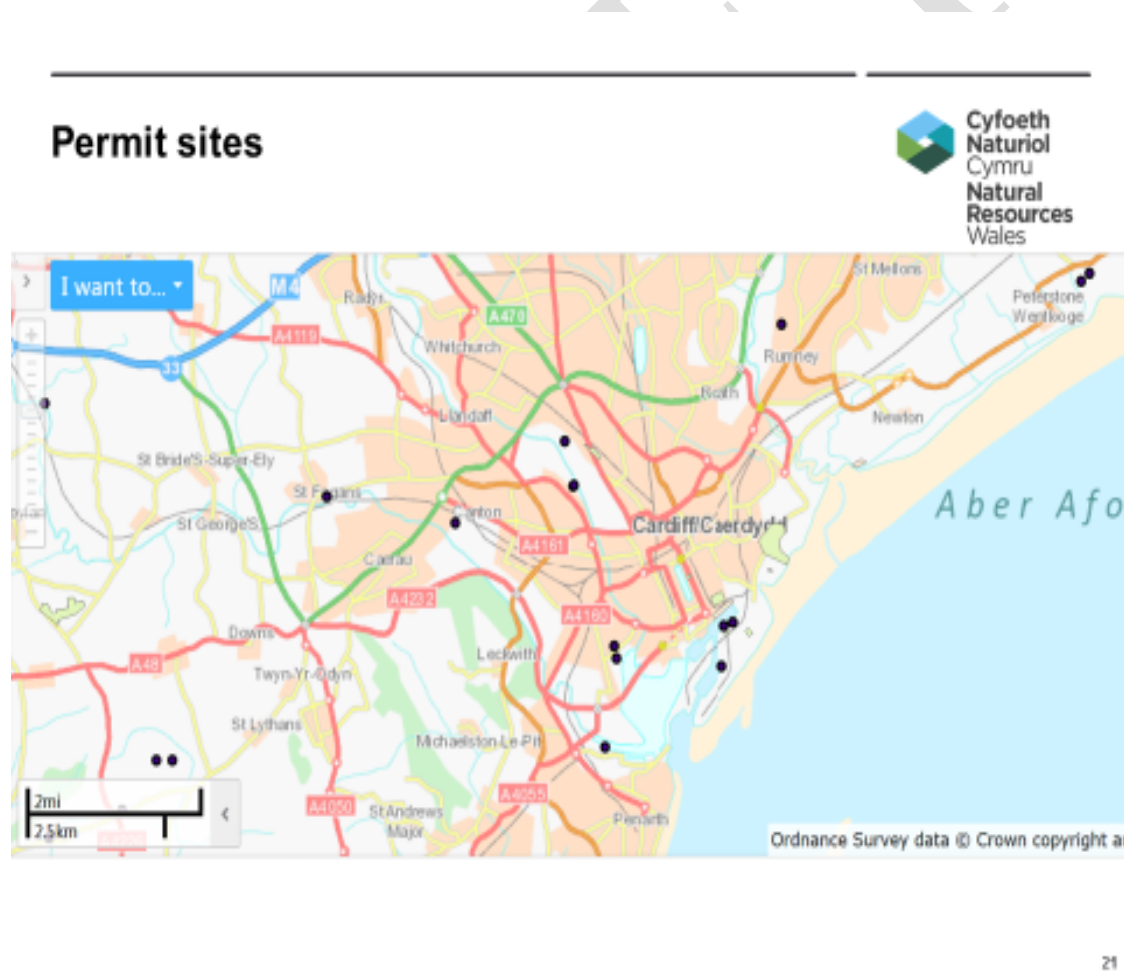 Permit sites
Cyfoeth
Naturiol
Cymru
Natural
Resources
Wales
I want to...
M4
Radyr
A470
St Mellons
Peterstone
Wentlooge
A4119
Whitchurch
Rumney
33
Roath
Llandaff
Newton
St Bride'S-Super-Ely
St Fagans
Canton
Aber Afo
St George'S
Cardiff/Caerdydd
A4161
Caerau
A4232
A4160
Downs
Leckwith
A48
Twyn-Yr-Odyn
St Lythans
Michaelston-Le-Pit
2mi
2.5km
A4050
St Andrews
Major
A4055
Penarth
Ordnance Survey data © Crown copyright a
21